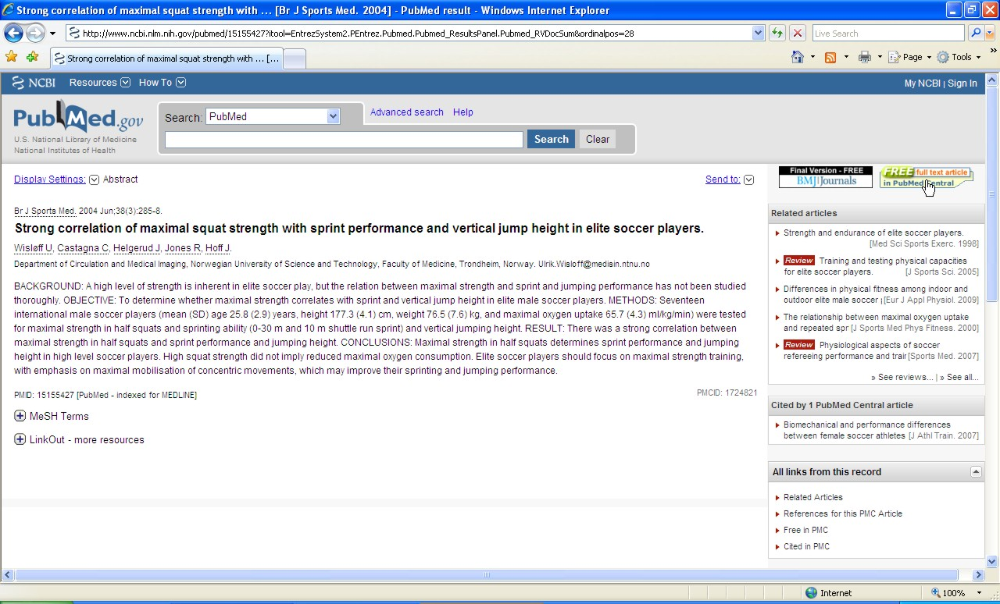 Strong correlation of maximal squat strength with ... [Br J Sports Med. 2004] - PubMed result - Windows Internet Explorer
http://www.ncbi.nlm.nih.gov/pubmed/15155427?itool=EntrezSystem2.PEntrez.Pubmed.Pubmed_ResultsPanel.Pubmed_RVDocSum&ordinalpos=28
Live Search
Strong correlation of maximal squat strength with ... [...
Page
Tools
NCBI Resources How To
My NCBI | Sign In
PubMed.gov
U.S. National Library of Medicine
National Institutes of Health
Search: PubMed
Advanced search Help
Search Clear
Display Settings: Abstract
Send to:
Br J Sports Med. 2004 Jun;38(3):285-8.
Strong correlation of maximal squat strength with sprint performance and vertical jump height in elite soccer players.
Wisløff U, Castagna C, Helgerud J, Jones R, Hoff J.
Department of Circulation and Medical Imaging, Norwegian University of Science and Technology, Faculty of Medicine, Trondheim, Norway. Ulrik.Wisloff@medisin.ntnu.no
BACKGROUND: A high level of strength is inherent in elite soccer play, but the relation between maximal strength and sprint and jumping performance has not been studied
thoroughly. OBJECTIVE: To determine whether maximal strength correlates with sprint and vertical jump height in elite male soccer players. METHODS: Seventeen
international male soccer players (mean (SD) age 25.8 (2.9) years, height 177.3 (4.1) cm, weight 76.5 (7.6) kg, and maximal oxygen uptake 65.7 (4.3) ml/kg/min) were tested
for maximal strength in half squats and sprinting ability (0-30 m and 10 m shuttle run sprint) and vertical jumping height. RESULT: There was a strong correlation between
maximal strength in half squats and sprint performance and jumping height. CONCLUSIONS: Maximal strength in half squats determines sprint performance and jumping
height in high level soccer players. High squat strength did not imply reduced maximal oxygen consumption. Elite soccer players should focus on maximal strength training,
with emphasis on maximal mobilisation of concentric movements, which may improve their sprinting and jumping performance.
PMID: 15155427 [PubMed - indexed for MEDLINE]
PMCID: 1724821
MeSH Terms
LinkOut - more resources
Final Version - FREE
BMJ Journals
FREE full text article
in PubMed Central
Related articles
Strength and endurance of elite soccer players.
[Med Sci Sports Exerc. 1998]
Review Training and testing physical capacities
for elite soccer players. [J Sports Sci. 2005]
Differences in physical fitness among indoor and
outdoor elite male soccer [Eur J Appl Physiol. 2009]
The relationship between maximal oxygen uptake
and repeated spr [J Sports Med Phys Fitness. 2000]
Review Physiological aspects of soccer
refereeing performance and trair [Sports Med. 2007]
» See reviews... | » See all...
Cited by 1 PubMed Central article
Biomechanical and performance differences
between female soccer athletes [J Athl Train. 2007]
All links from this record
Related Articles
References for this PMC Article
Free in PMC
Cited in PMC
Internet
100%